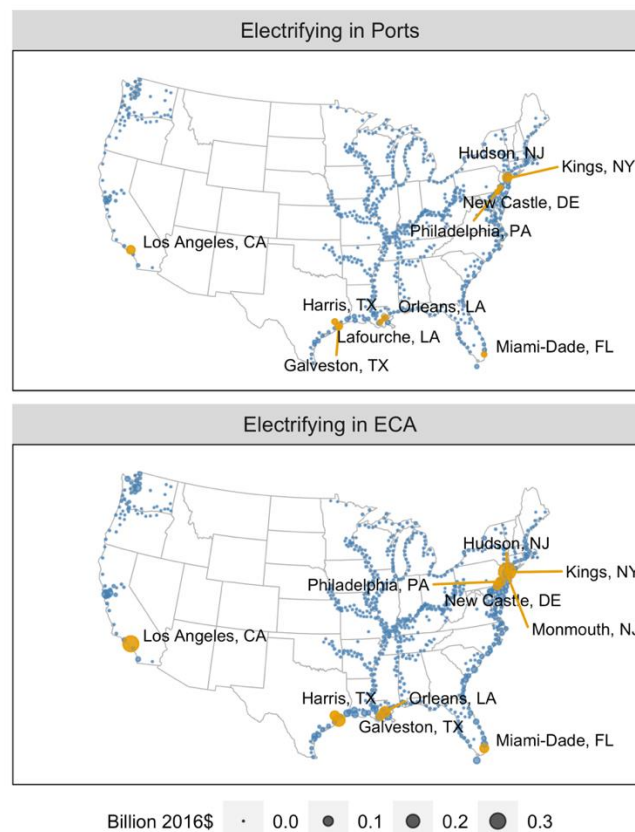 Electrifying in Ports
Hudson, NJ
Kings, NY
New Castle, DE
Philadelphia, PA
Los Angeles, CA
Harris, TX
Orleans, LA
Lafourche, LA
Galveston, TX
Miami-Dade, FL
Electrifying in ECA
Hudson, NJ
Philadelphia, PA
Kings, NY
New Castle, DE
Monmouth, NJ
Los Angeles, CA
Harris, TX
Orleans, LA
Galveston, TX
Miami-Dade, FL
Billion 2016$ 0.0 0.1 0.2 0.3